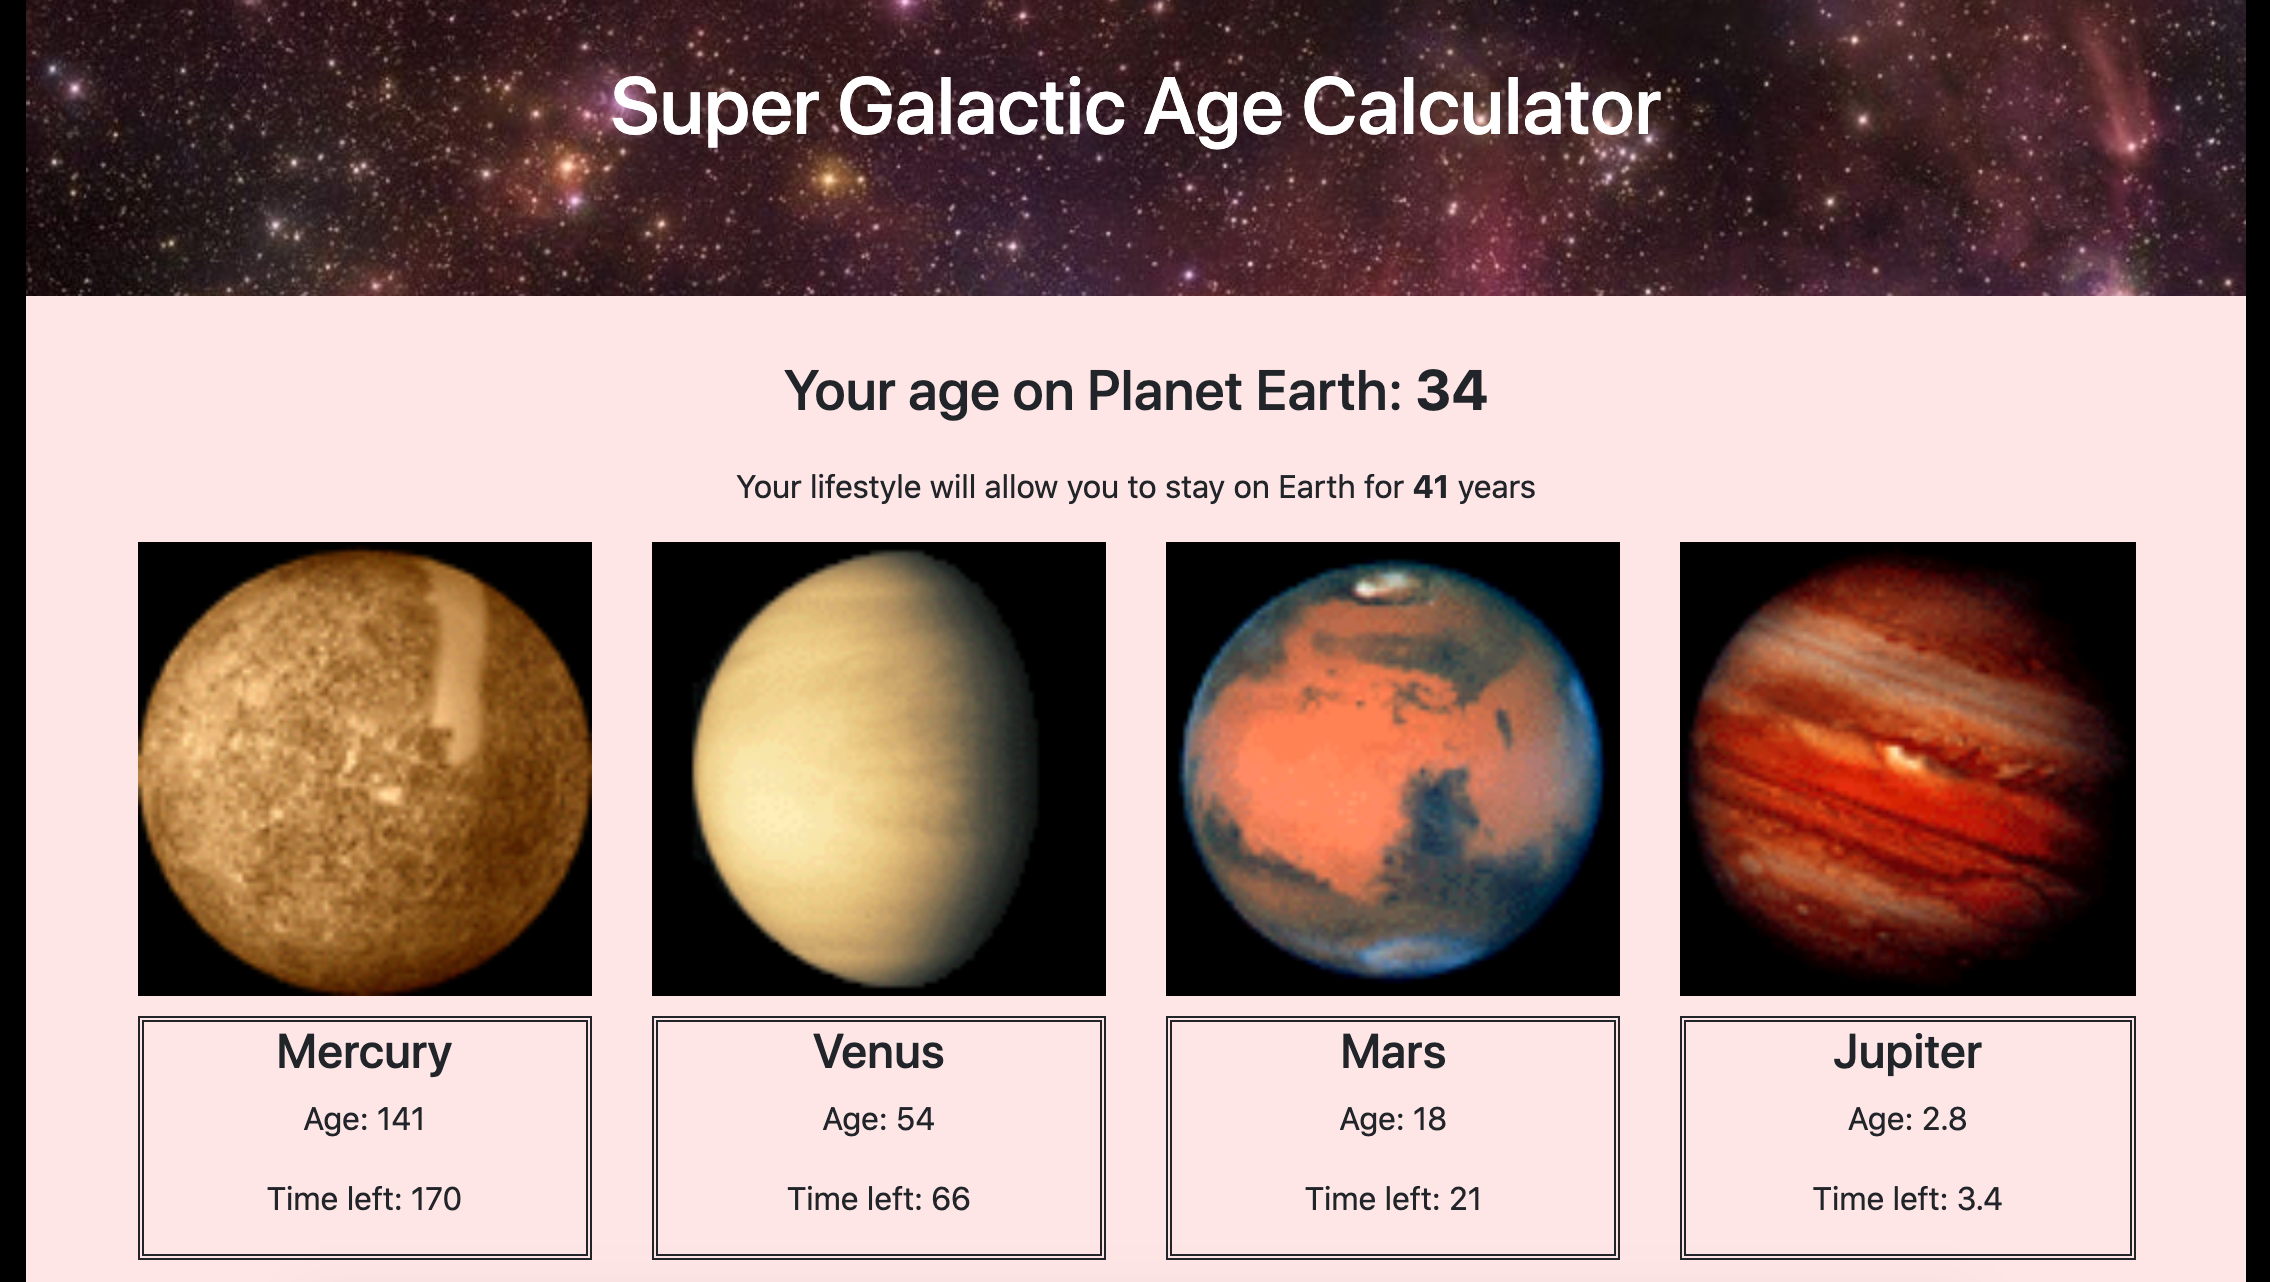 Super Galactic Age Calculator
Your age on Planet Earth: 34
Your lifestyle will allow you to stay on Earth for 41 years
Mercury
Age: 141
Time left: 170
Venus
Age: 54
Time left: 66
Mars
Age: 18
Time left: 21
Jupiter
Age: 2.8
Time left: 3.4